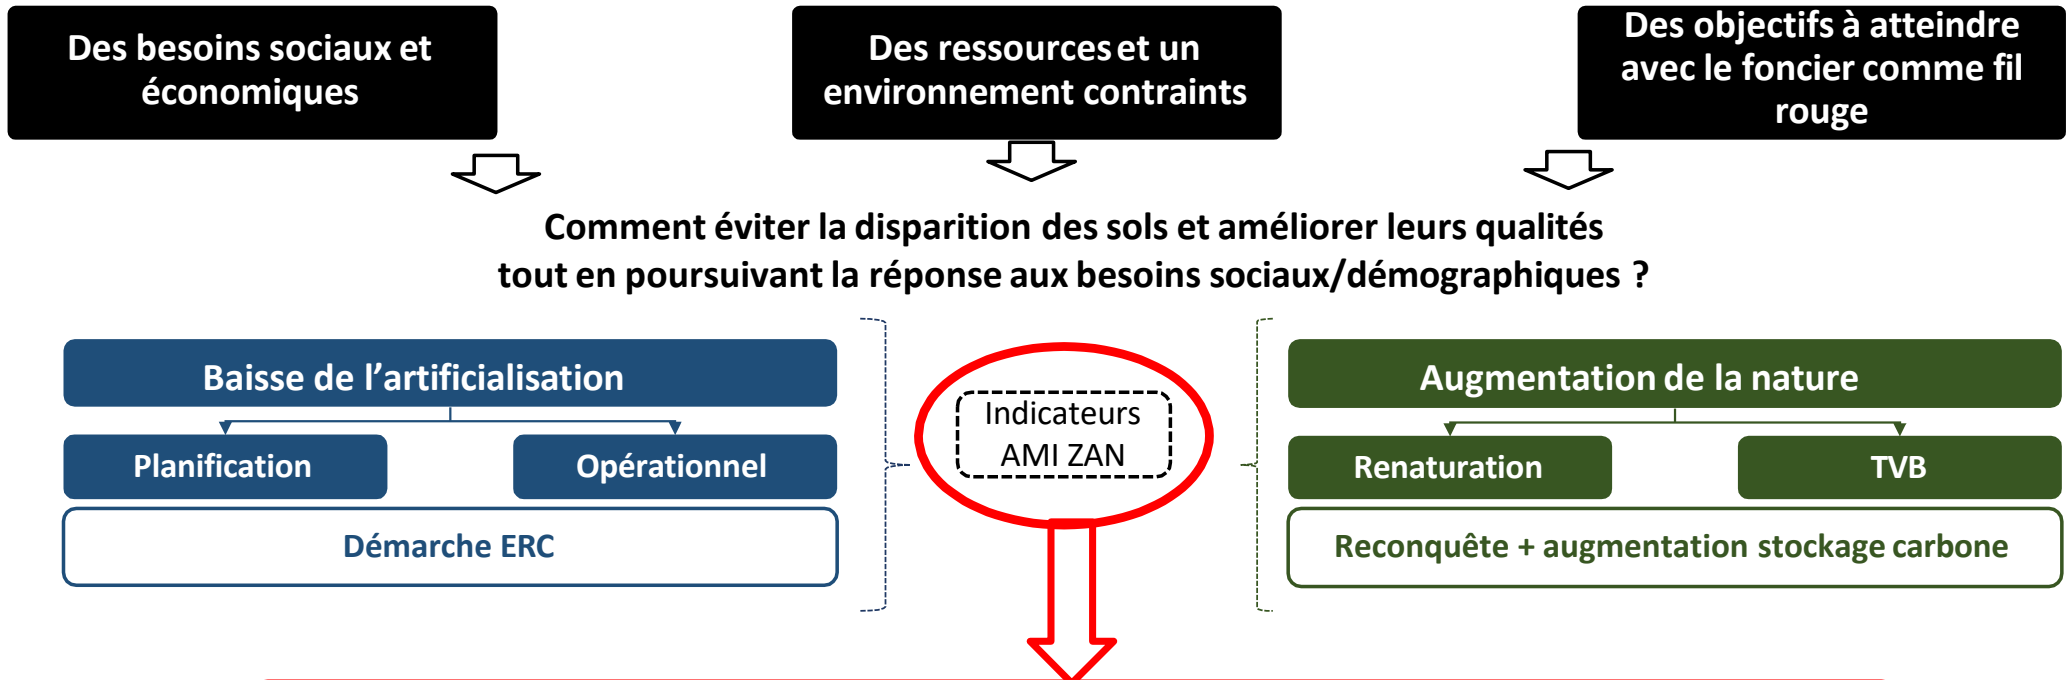 Des besoins sociaux et
économiques
Des ressources et un
environnement contraints
Des objectifs à atteindre
avec le foncier comme fil
rouge
Comment éviter la disparition des sols et améliorer leurs qualités
tout en poursuivant la réponse aux besoins sociaux/démographiques ?
Baisse de l’artificialisation
Planification
Opérationnel
Démarche ERC
Indicateurs
AMI ZAN
Augmentation de la nature
Renaturation
TVB
Reconquête + augmentation stockage carbone